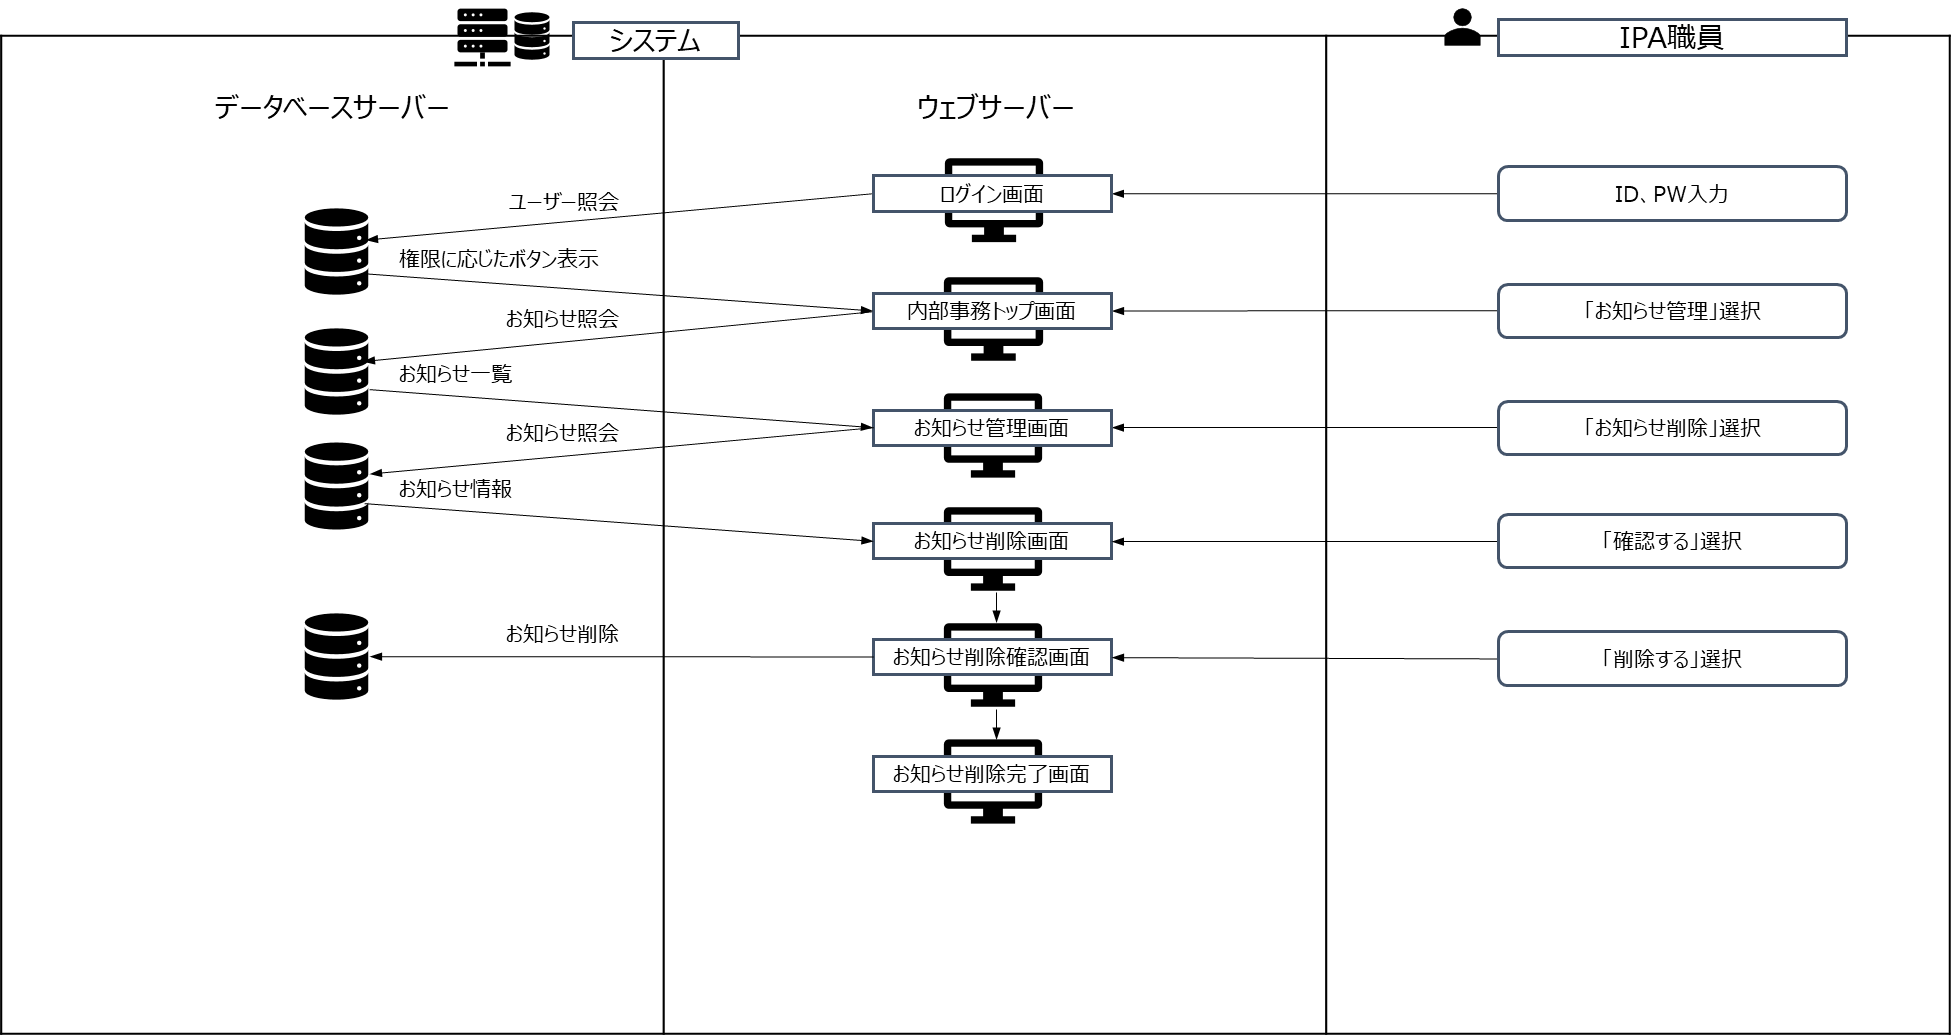 システム
IPA職員
データベースサーバー
ウェブサーバー
ユーザー照会
ログイン画面
ID、PW入力
権限に応じたボタン表示
内部事務トップ画面
「お知らせ管理」選択
お知らせ照会
お知らせ一覧
お知らせ管理画面
「お知らせ削除」選択
お知らせ照会
お知らせ情報
お知らせ削除画面
「確認する」選択
お知らせ削除
お知らせ削除確認画面
「削除する」選択
お知らせ削除完了画面